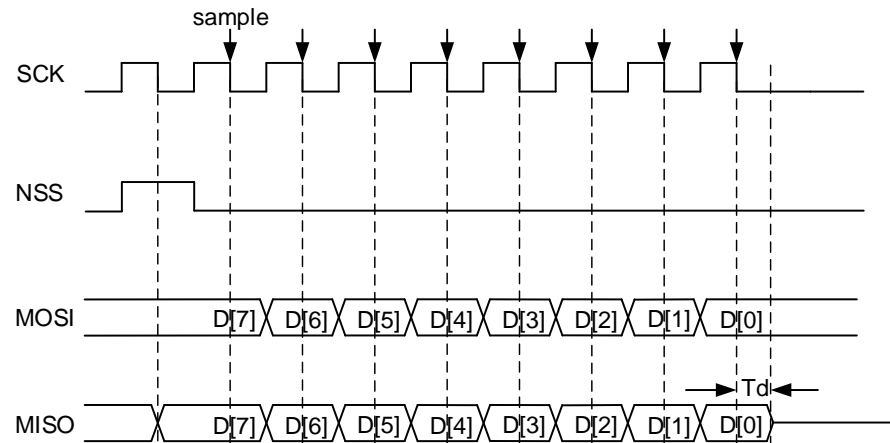 sample
SCK
NSS
MOSI D[7] D[6] D[5] D[4] D[3] D[2] D[1] D[0]
Td
MISO D[7] D[6] D[5] D[4] D[3] D[2] D[1] D[0]